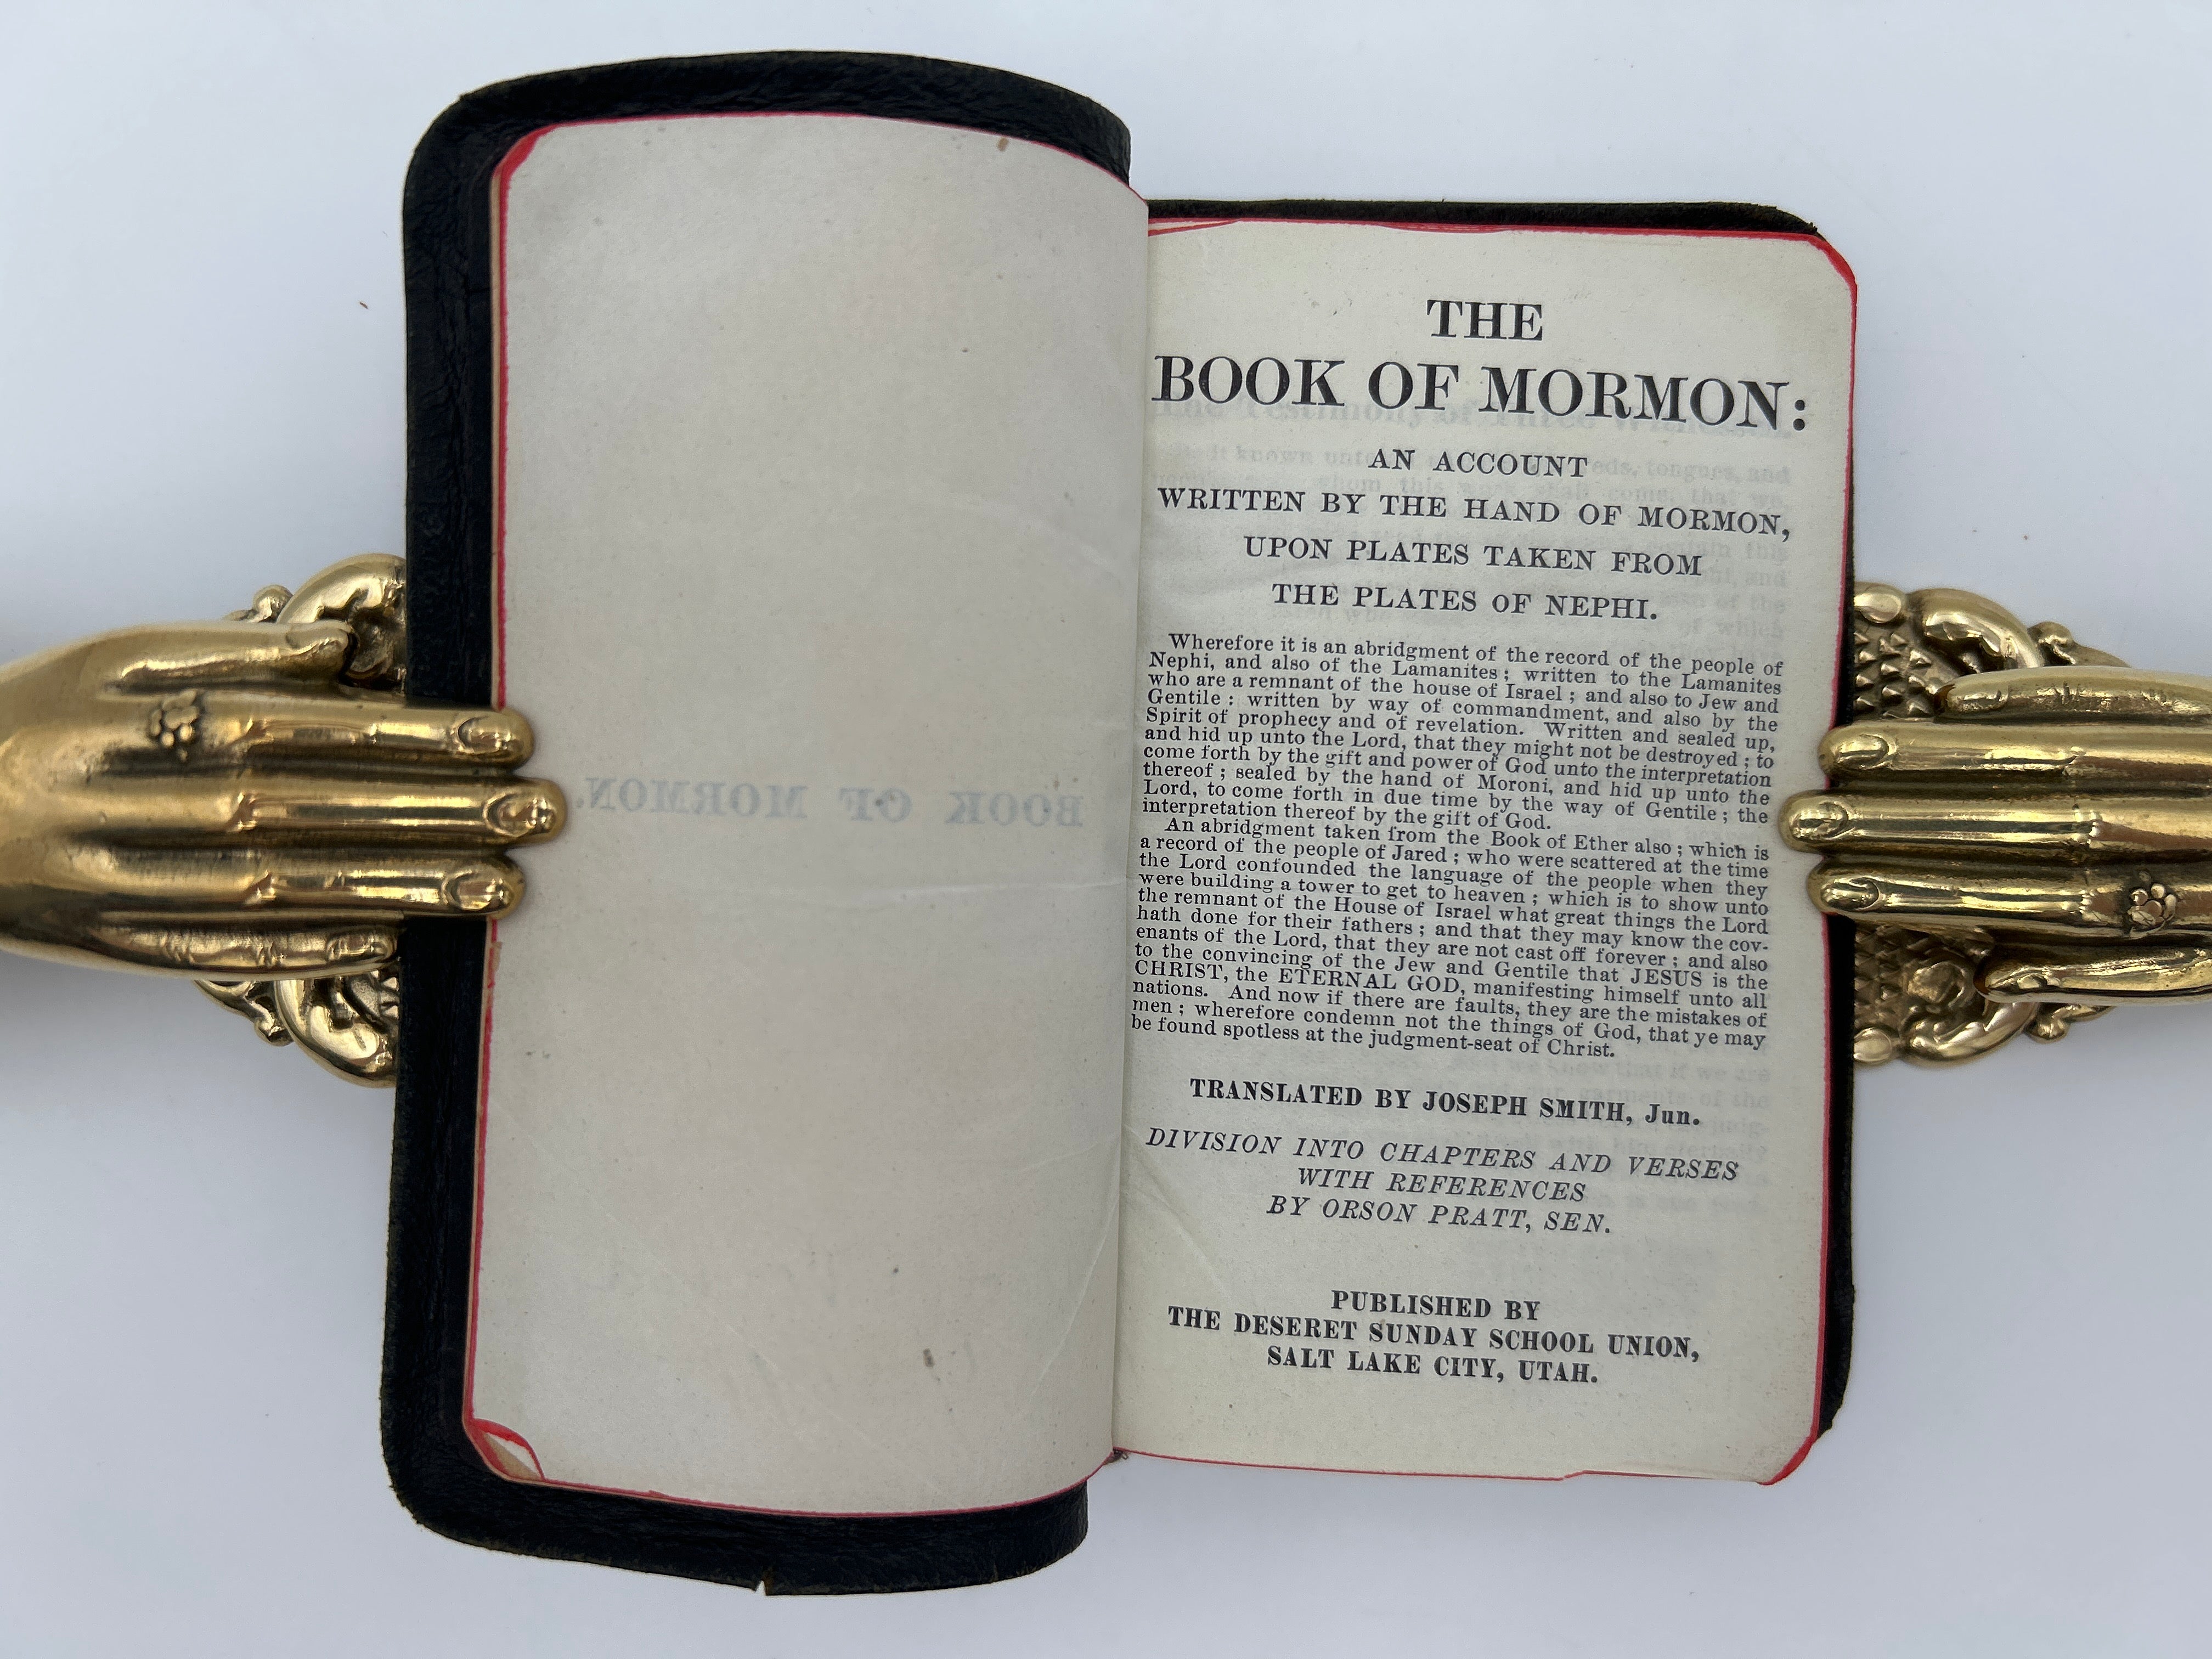 BOOK OF MORMON.
THE
BOOK OF MORMON:
AN ACCOUNT
WRITTEN BY THE HAND OF MORMON,
UPON PLATES TAKEN FROM
THE PLATES OF NEPHI.
Wherefore it is an abridgment of the record of the people of
Nephi, and also of the Lamanites; written to the Lamanites
who are a remnant of the house of Israel; and also to Jew and
Gentile: written by way of commandment, and also by the
Spirit of prophecy and of revelation. Written and sealed up,
and hid up unto the Lord, that they might not be destroyed; to
come forth by the gift and power of God unto the interpretation
thereof; sealed by the hand of Moroni, and hid up unto the
Lord, to come forth in due time by the way of Gentile; the
interpretation thereof by the gift of God.
An abridgment taken from the Book of Ether also; which is
a record of the people of Jared; who were scattered at the time
the Lord confounded the language of the people when they
were building a tower to get to heaven; which is to show unto
the remnant of the House of Israel what great things the Lord
hath done for their fathers; and that they may know the cov-
enants of the Lord, that they are not cast off forever; and also
to the convincing of the Jew and Gentile that JESUS is the
CHRIST, the ETERNAL GOD, manifesting himself unto all
nations. And now if there are faults, they are the mistakes of
men; wherefore condemn not the things of God, that ye may
be found spotless at the judgment-seat of Christ.
TRANSLATED BY JOSEPH SMITH, Jun.
DIVISION INTO CHAPTERS AND VERSES
WITH REFERENCES
BY ORSON PRATT, SEN.
PUBLISHED BY
THE DESERET SUNDAY SCHOOL UNION,
SALT LAKE CITY, UTAH.